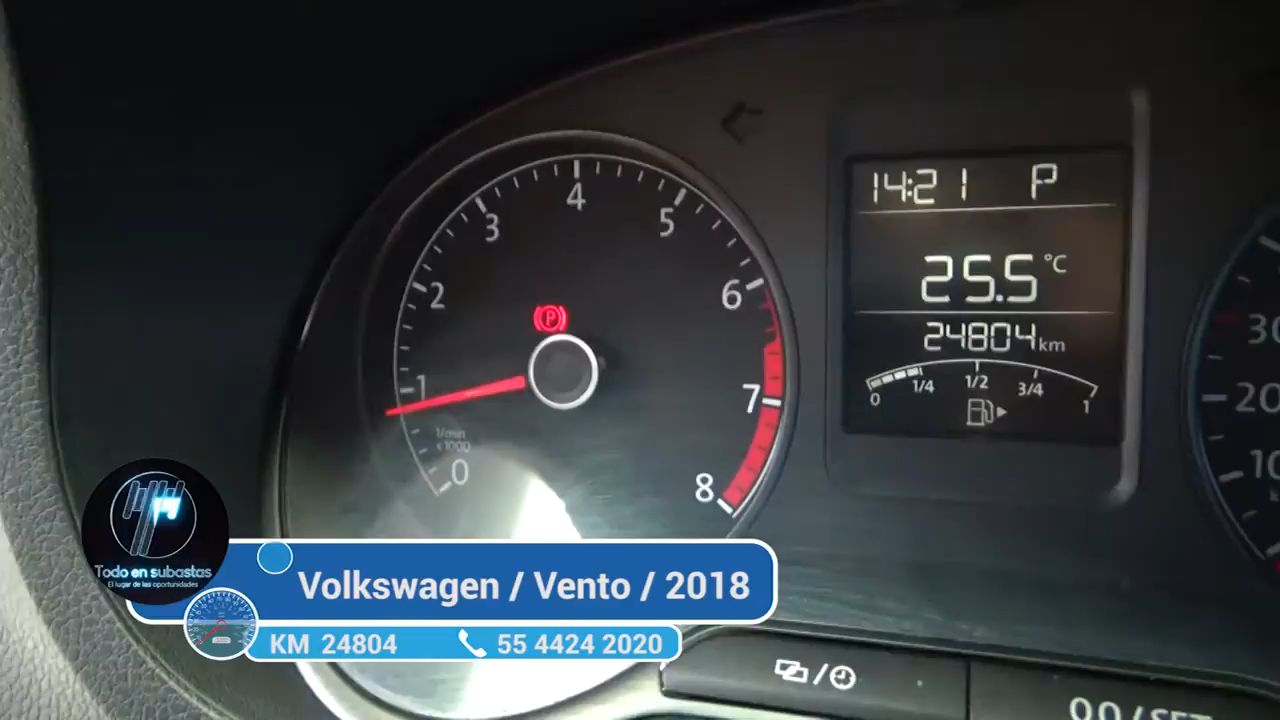 14:21 P
25.5 °C
24804 km
0 1/4 1/2 3/4 1
0 1 2 3 4 5 6 7 8
1/min
x 1000
P
20
Todo en subastas
El lugar de las oportunidades
Volkswagen / Vento / 2018
KM 24804 55 4424 2020